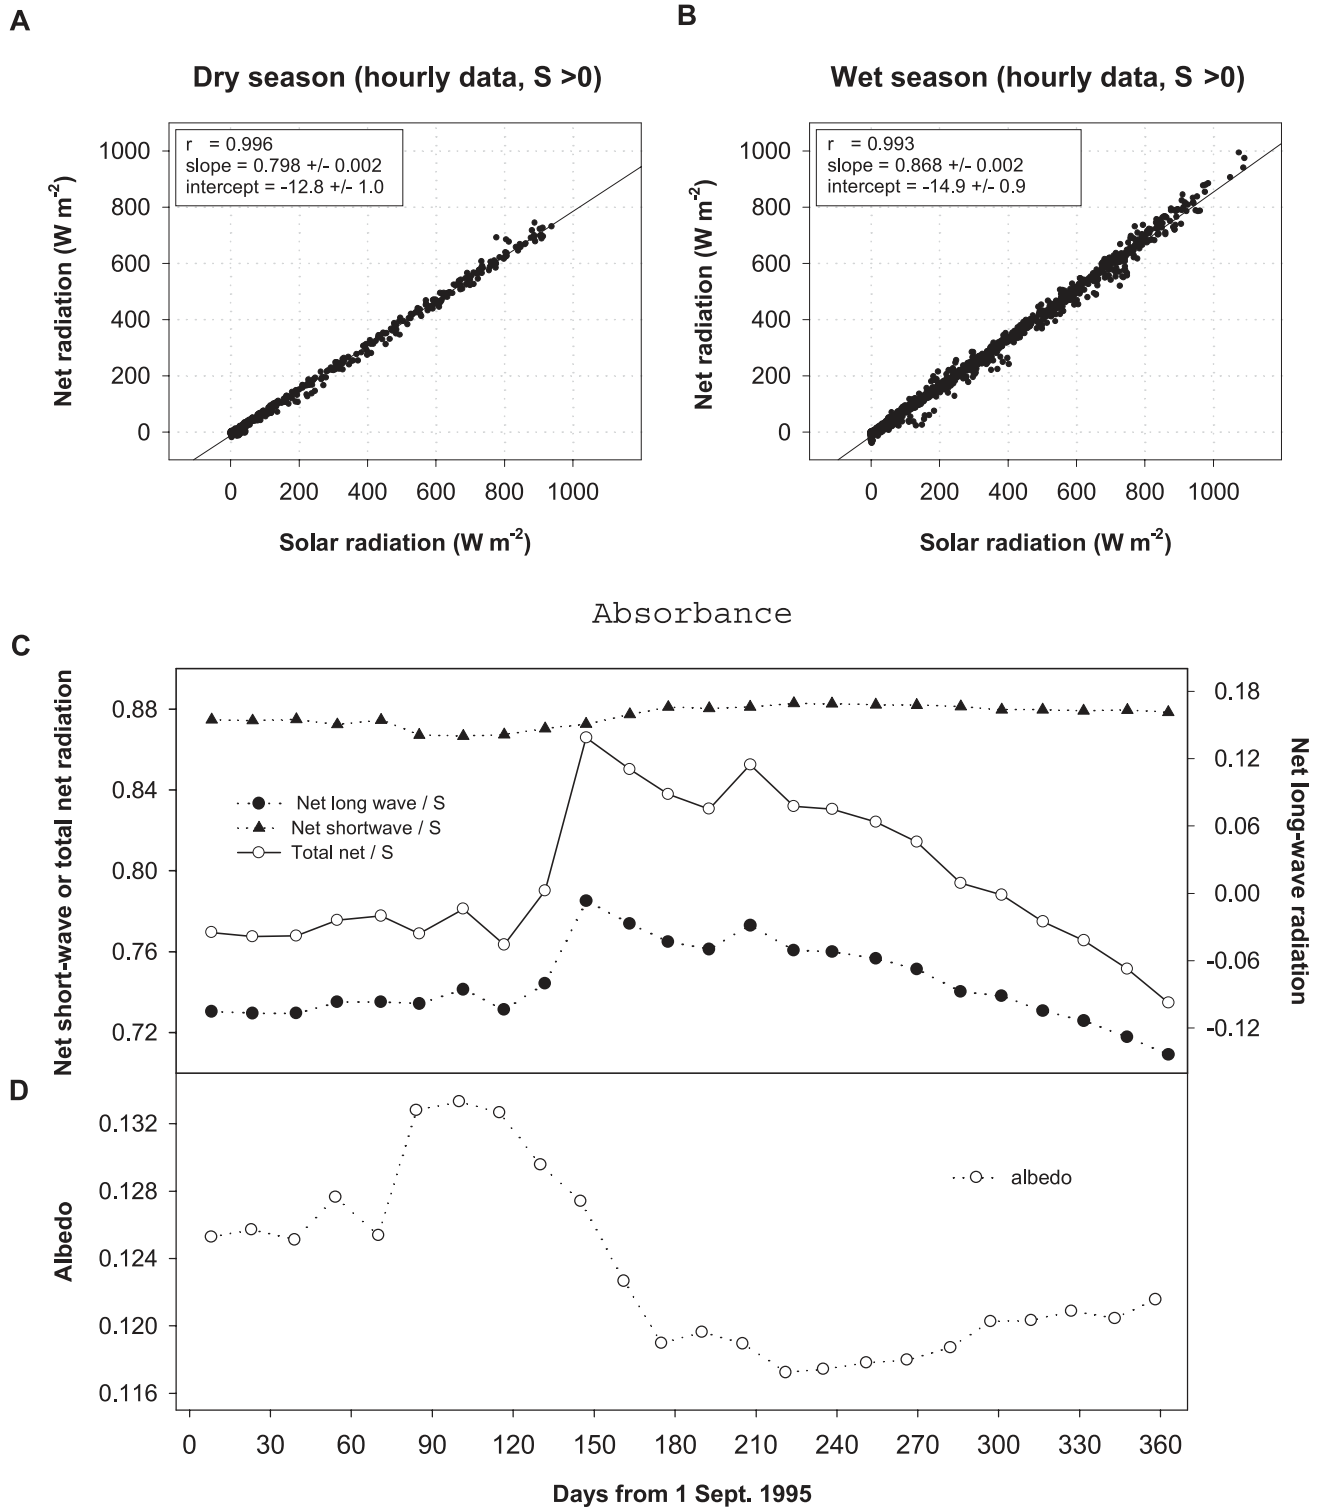 A
B
Dry season (hourly data, S >0)
Wet season (hourly data, S >0)
r = 0.996
slope = 0.798 +/- 0.002
intercept = -12.8 +/- 1.0
r = 0.993
slope = 0.868 +/- 0.002
intercept = -14.9 +/- 0.9
Net radiation (W m-2)
1000
800
600
400
200
0
Net radiation (W m-2)
1000
800
600
400
200
0
0 200 400 600 800 1000
0 200 400 600 800 1000
Solar radiation (W m-2)
Solar radiation (W m-2)
Absorbance
C
Net short-wave or total net radiation
0.88
0.84
0.80
0.76
0.72
Net long wave / S
Net shortwave / S
Total net / S
0.18
0.12
0.06
0.00
-0.06
-0.12
Net long-wave radiation
D
Albedo
0.132
0.128
0.124
0.120
0.116
albedo
0 30 60 90 120 150 180 210 240 270 300 330 360
Days from 1 Sept. 1995